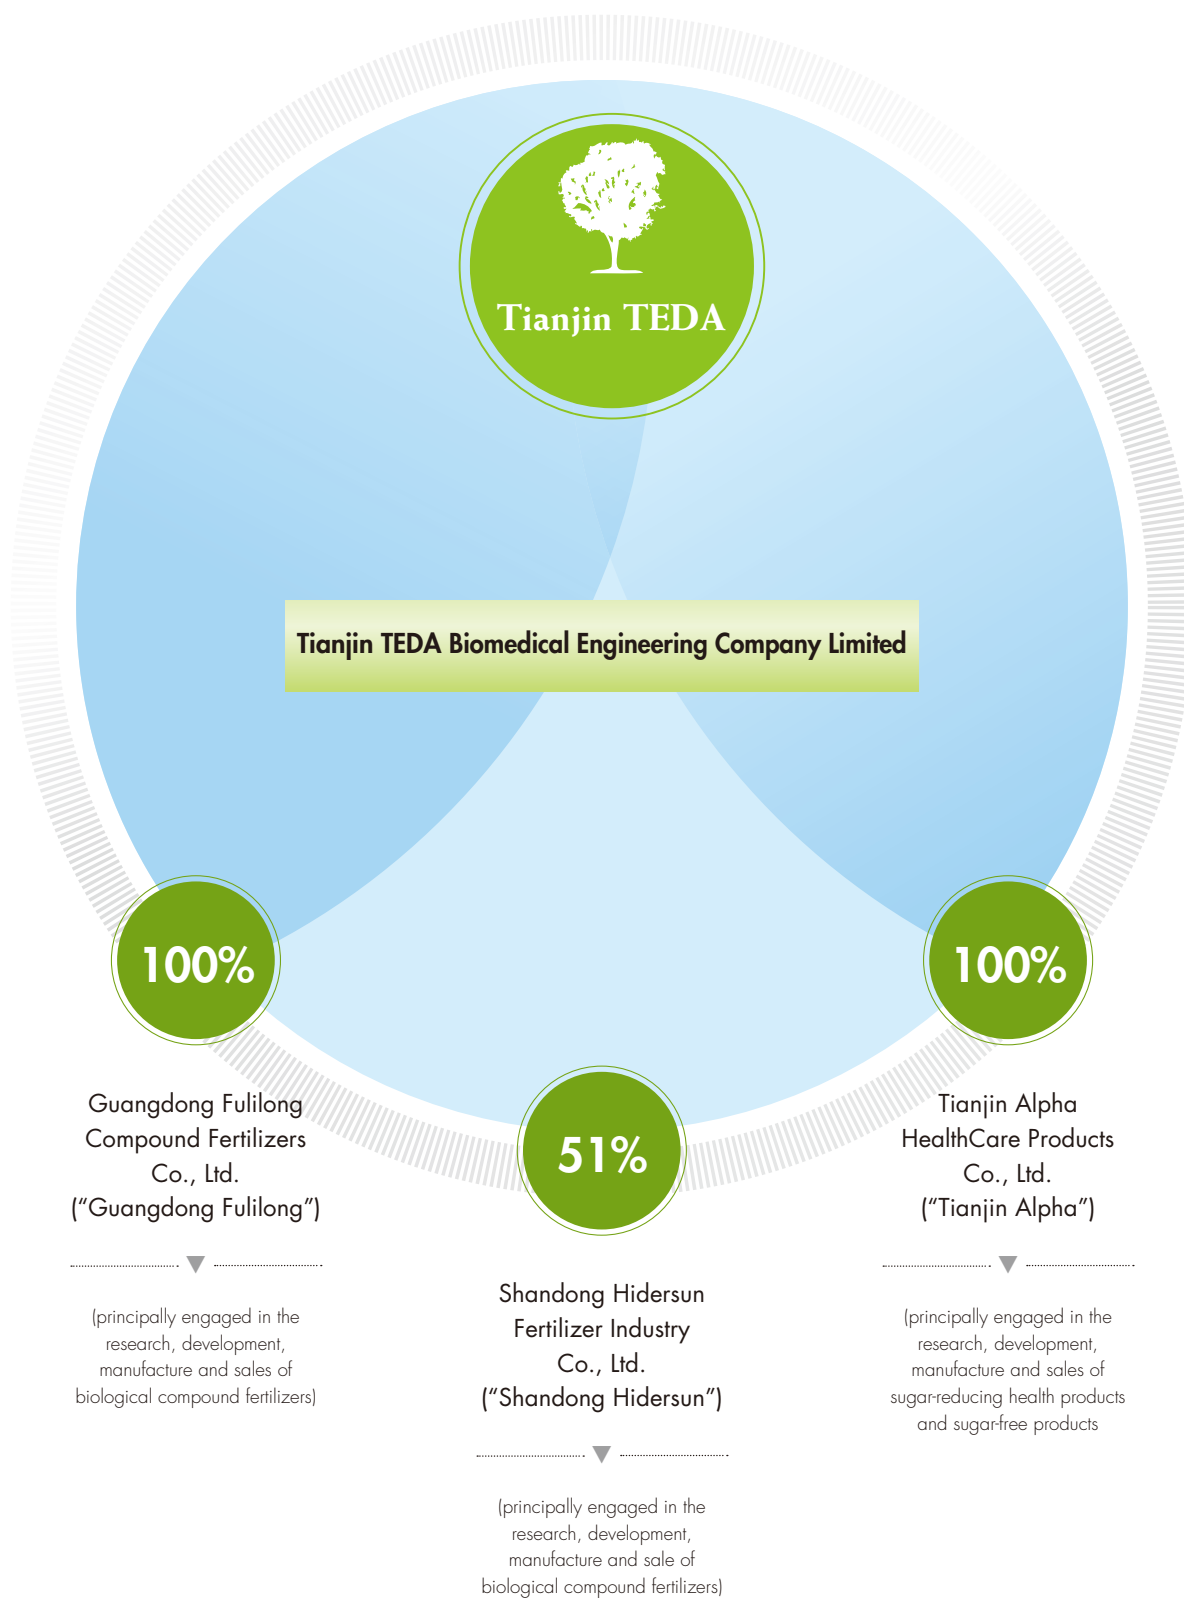 Tianjin TEDA
Tianjin TEDA Biomedical Engineering Company Limited
100%
Guangdong Fulilong
Compound Fertilizers
Co., Ltd.
(“Guangdong Fulilong”)
(principally engaged in the
research, development,
manufacture and sales of
biological compound fertilizers)
51%
Shandong Hidersun
Fertilizer Industry
Co., Ltd.
(“Shandong Hidersun”)
(principally engaged in the
research, development,
manufacture and sale of
biological compound fertilizers)
100%
Tianjin Alpha
HealthCare Products
Co., Ltd.
(“Tianjin Alpha”)
(principally engaged in the
research, development,
manufacture and sales of
sugar-reducing health products
and sugar-free products